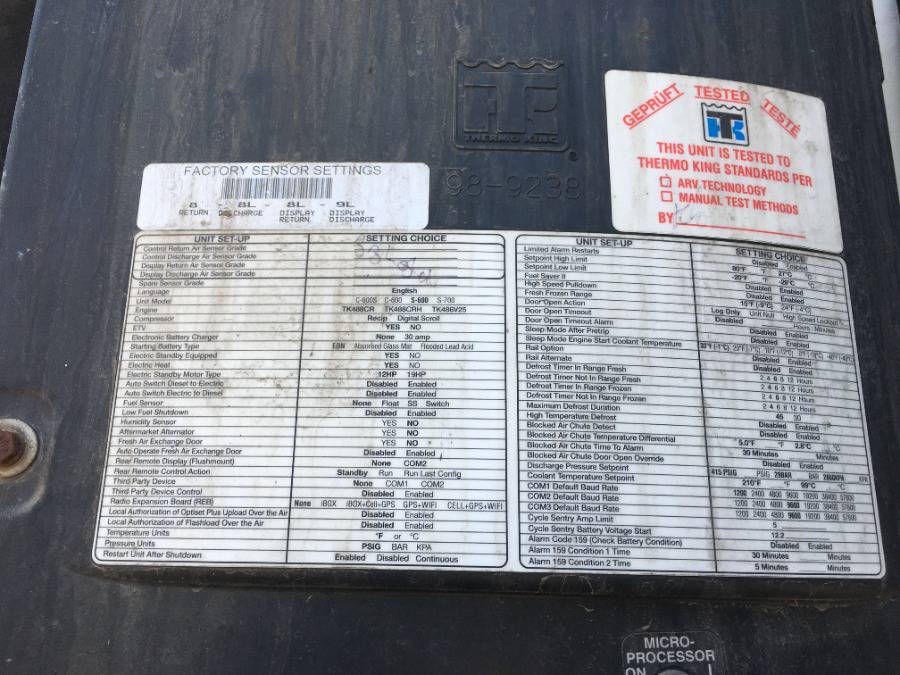 THERMO KING
98-9238
GEPRÜFT TESTED TESTÉ
THIS UNIT IS TESTED TO
THERMO KING STANDARDS PER
ARV TECHNOLOGY
MANUAL TEST METHODS
BY
FACTORY SENSOR SETTINGS
8 - 8L - 8L - 9L
RETURN DISCHARGE DISPLAY DISPLAY
RETURN DISCHARGE
UNIT SET-UP SETTING CHOICE
Control Return Air Sensor Grade
Control Discharge Air Sensor Grade
Display Return Air Sensor Grade
Display Discharge Air Sensor Grade
Spare Sensor Grade
Language English
Unit Model C-600S C-600 S-600 S-700
Engine TK488CR TK488CRH TK486V25
Compressor Recip Digital Scroll
ETV YES NO
Electronic Battery Charger None 30 amp
Starting Battery Type Absorbed Glass Mat Flooded Lead Acid
Electric Standby Equipped YES NO
Electric Heat YES NO
Electric Standby Motor Type 12HP 19HP
Auto Switch Diesel to Electric Disabled Enabled
Auto Switch Electric to Diesel Disabled Enabled
Fuel Sensor None Float SS Switch
Low Fuel Shutdown Disabled Enabled
Humidity Sensor YES NO
Aftermarket Alternator YES NO
Fresh Air Exchange Door YES NO
Auto Operate Fresh Air Exchange Door Disabled Enabled
Rear Remote Display (Flushmount) None COM2
Rear Remote Control Action Standby Run Run Last Config
Third Party Device None COM1 COM2
Third Party Device Control Disabled Enabled
Radio Expansion Board (REB) None iBOX iBOX+Cell+GPS GPS+WIFI CELL+GPS+WIFI
Local Authorization of Optiset Plus Upload Over the Air Disabled Enabled
Local Authorization of Flashload Over the Air Disabled Enabled
Temperature Units °F or °C
Pressure Units PSIG BAR KPA
Restart Unit After Shutdown Enabled Disabled Continuous
UNIT SET-UP SETTING CHOICE
Limited Alarm Restarts Disabled Enabled
Setpoint High Limit 80°F °F 27°C °C
Setpoint Low Limit -20°F °F -29°C °C
Fuel Saver II Disabled Enabled
High Speed Pulldown Disabled Enabled
Fresh Frozen Range 15°F (-9°C) 24°F (-4°C)
Door Open Action Log Only Unit Null High Speed Lockout
Door Open Timeout Hours Minutes
Door Open Timeout Alarm Disabled Enabled
Sleep Mode After Pretrip Disabled Enabled
Sleep Mode Engine Start Coolant Temperature 30°F (-1°C)
Rail Option Disabled Enabled
Rail Alternate Disabled Enabled
Defrost Timer In Range Fresh 2 4 6 8 12 Hours
Defrost Timer Not In Range Fresh 2 4 6 8 12 Hours
Defrost Timer In Range Frozen 2 4 6 8 12 Hours
Defrost Timer Not In Range Frozen 2 4 6 8 12 Hours
Maximum Defrost Duration 45 30
High Temperature Defrost Disabled Enabled
Blocked Air Chute Detect Disabled Enabled
Blocked Air Chute Temperature Differential 5.0°F °F 2.8°C °C
Blocked Air Chute Time To Alarm 30 Minutes Minutes
Blocked Air Chute Door Open Override Disabled Enabled
Discharge Pressure Setpoint 415 PSIG PSIG BAR KPA
Coolant Temperature Setpoint 210°F °F 99°C °C
COM1 Default Baud Rate 1200 2400 4800 9600 19200 38400 57600
COM2 Default Baud Rate 1200 2400 4800 9600 19200 38400 57600
COM3 Default Baud Rate 1200 2400 4800 9600 19200 38400 57600
Cycle Sentry Amp Limit 5
Cycle Sentry Battery Voltage Start 12.2
Alarm Code 159 (Check Battery Condition) Disabled Enabled
Alarm 159 Condition 1 Time 30 Minutes Minutes
Alarm 159 Condition 2 Time 5 Minutes Minutes
MICRO-
PROCESSOR
ON